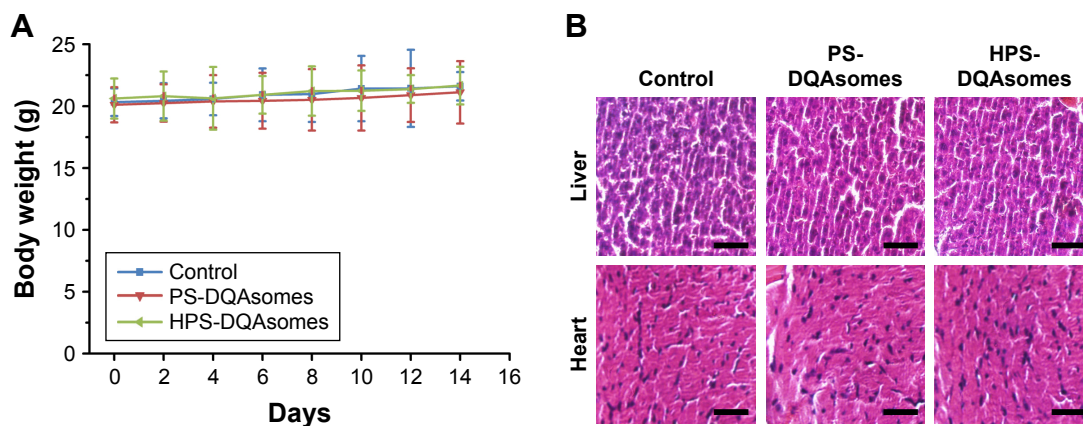 A
25
20
15
10
5
0
Body weight (g)
Control
PS-DQAsomes
HPS-DQAsomes
0 2 4 6 8 10 12 14 16
Days
B
Control
PS-
DQAsomes
HPS-
DQAsomes
Liver
Heart